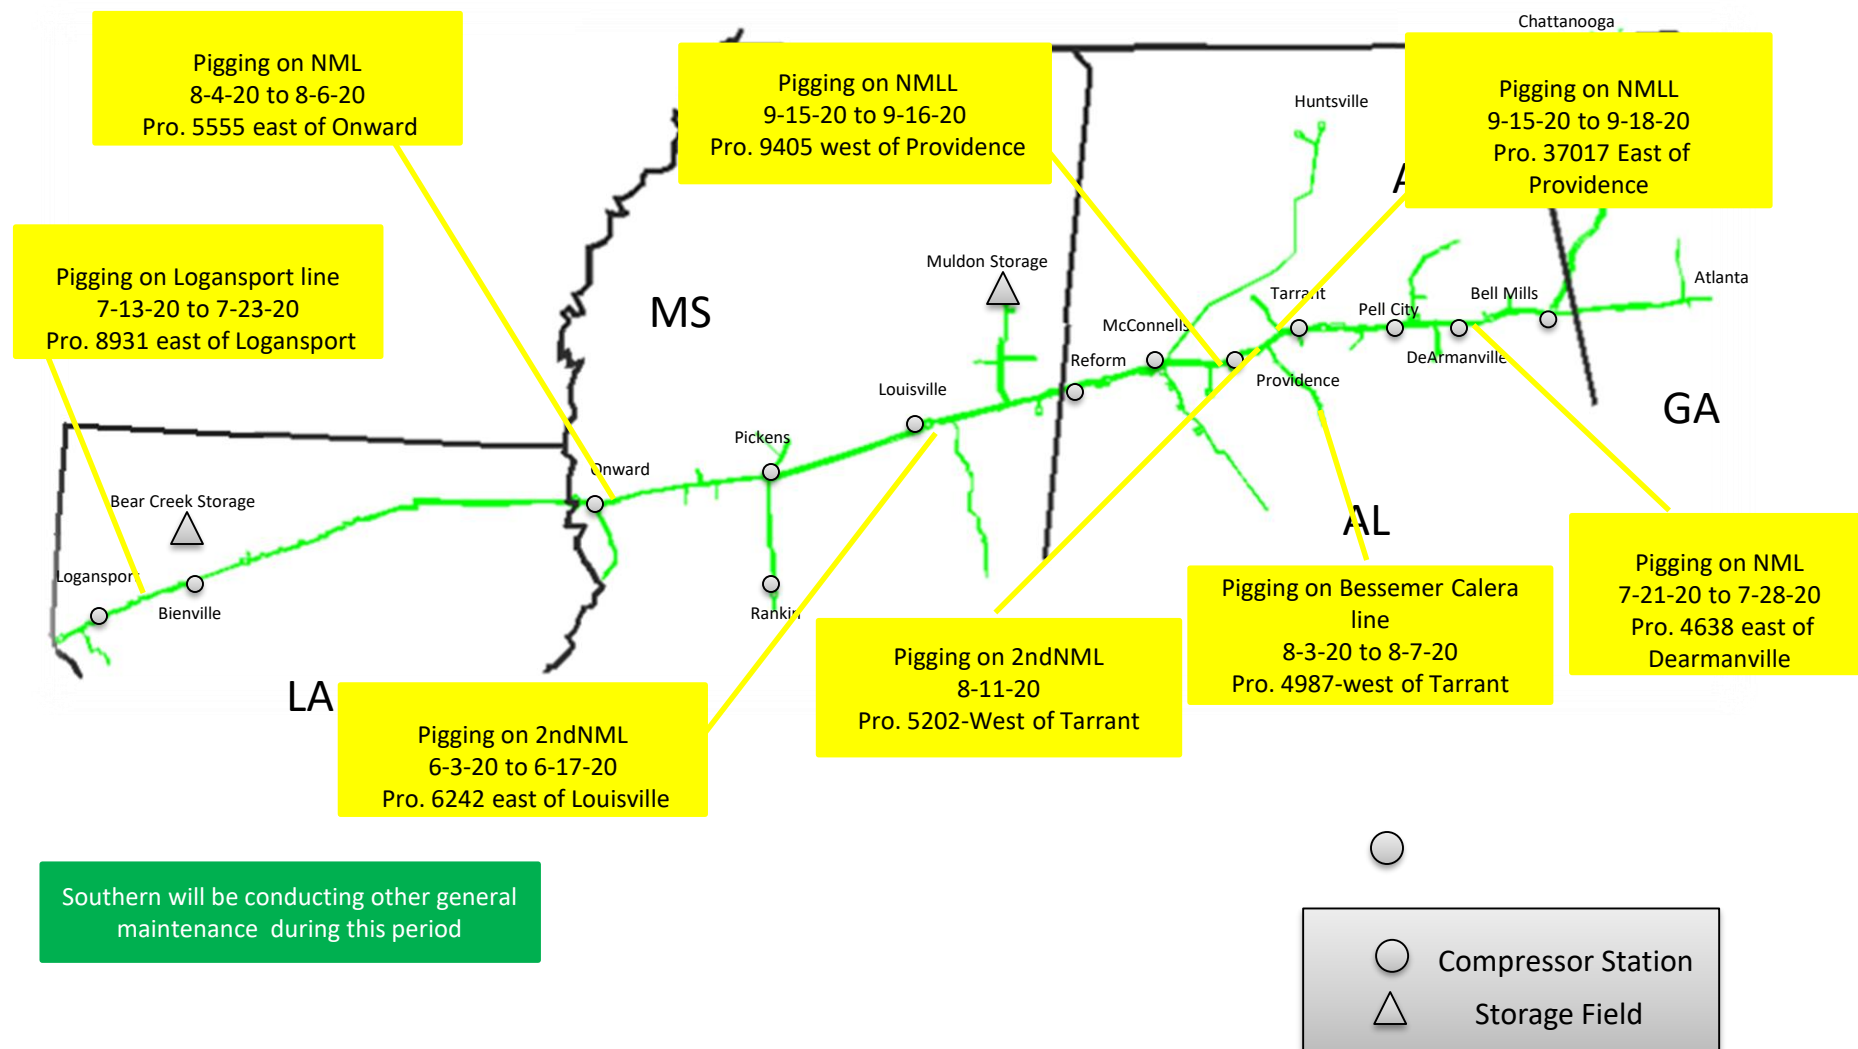 Chattanooga
Pigging on NML
8-4-20 to 8-6-20
Pro. 5555 east of Onward
Pigging on NMLL
9-15-20 to 9-16-20
Pro. 9405 west of Providence
Pigging on NMLL
9-15-20 to 9-18-20
Pro. 37017 East of
Providence
Huntsville
A
Pigging on Logansport line
7-13-20 to 7-23-20
Pro. 8931 east of Logansport
MS
Muldon Storage
Tarrant
Pell City
Bell Mills
Atlanta
McConnells
Reform
DeArmanville
Providence
Louisville
GA
Pickens
Onward
Bear Creek Storage
AL
Logansport
Bienville
Rankin
LA
Pigging on 2ndNML
6-3-20 to 6-17-20
Pro. 6242 east of Louisville
Pigging on 2ndNML
8-11-20
Pro. 5202-West of Tarrant
Pigging on Bessemer Calera
line
8-3-20 to 8-7-20
Pro. 4987-west of Tarrant
Pigging on NML
7-21-20 to 7-28-20
Pro. 4638 east of
Dearmanville
Southern will be conducting other general
maintenance during this period
Compressor Station
Storage Field